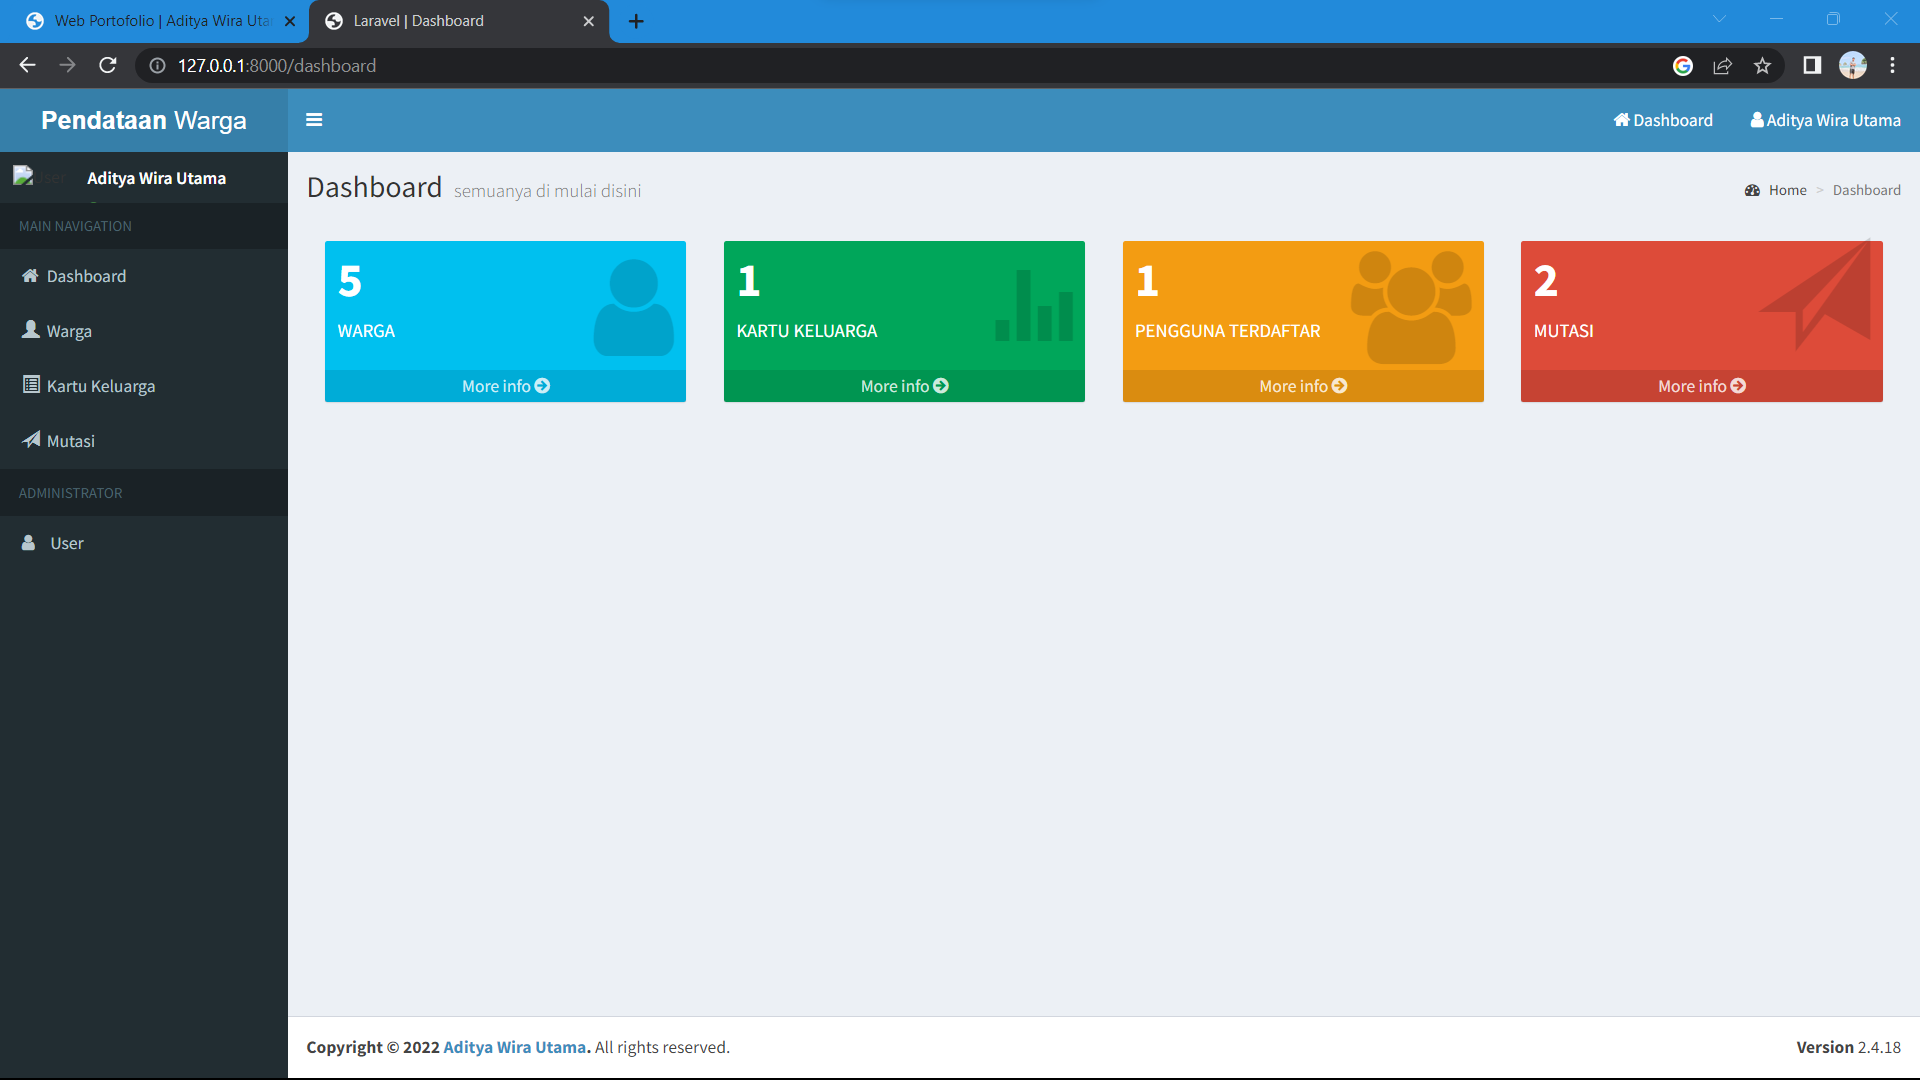 Web Portofolio | Aditya Wira Uta
Laravel | Dashboard
127.0.0.1:8000/dashboard
Pendataan Warga
Dashboard
Aditya Wira Utama
User
Aditya Wira Utama
Dashboard semuanya di mulai disini
Home > Dashboard
MAIN NAVIGATION
Dashboard
Warga
Kartu Keluarga
Mutasi
ADMINISTRATOR
User
5
WARGA
More info
1
KARTU KELUARGA
More info
1
PENGGUNA TERDAFTAR
More info
2
MUTASI
More info
Copyright © 2022 Aditya Wira Utama. All rights reserved.
Version 2.4.18